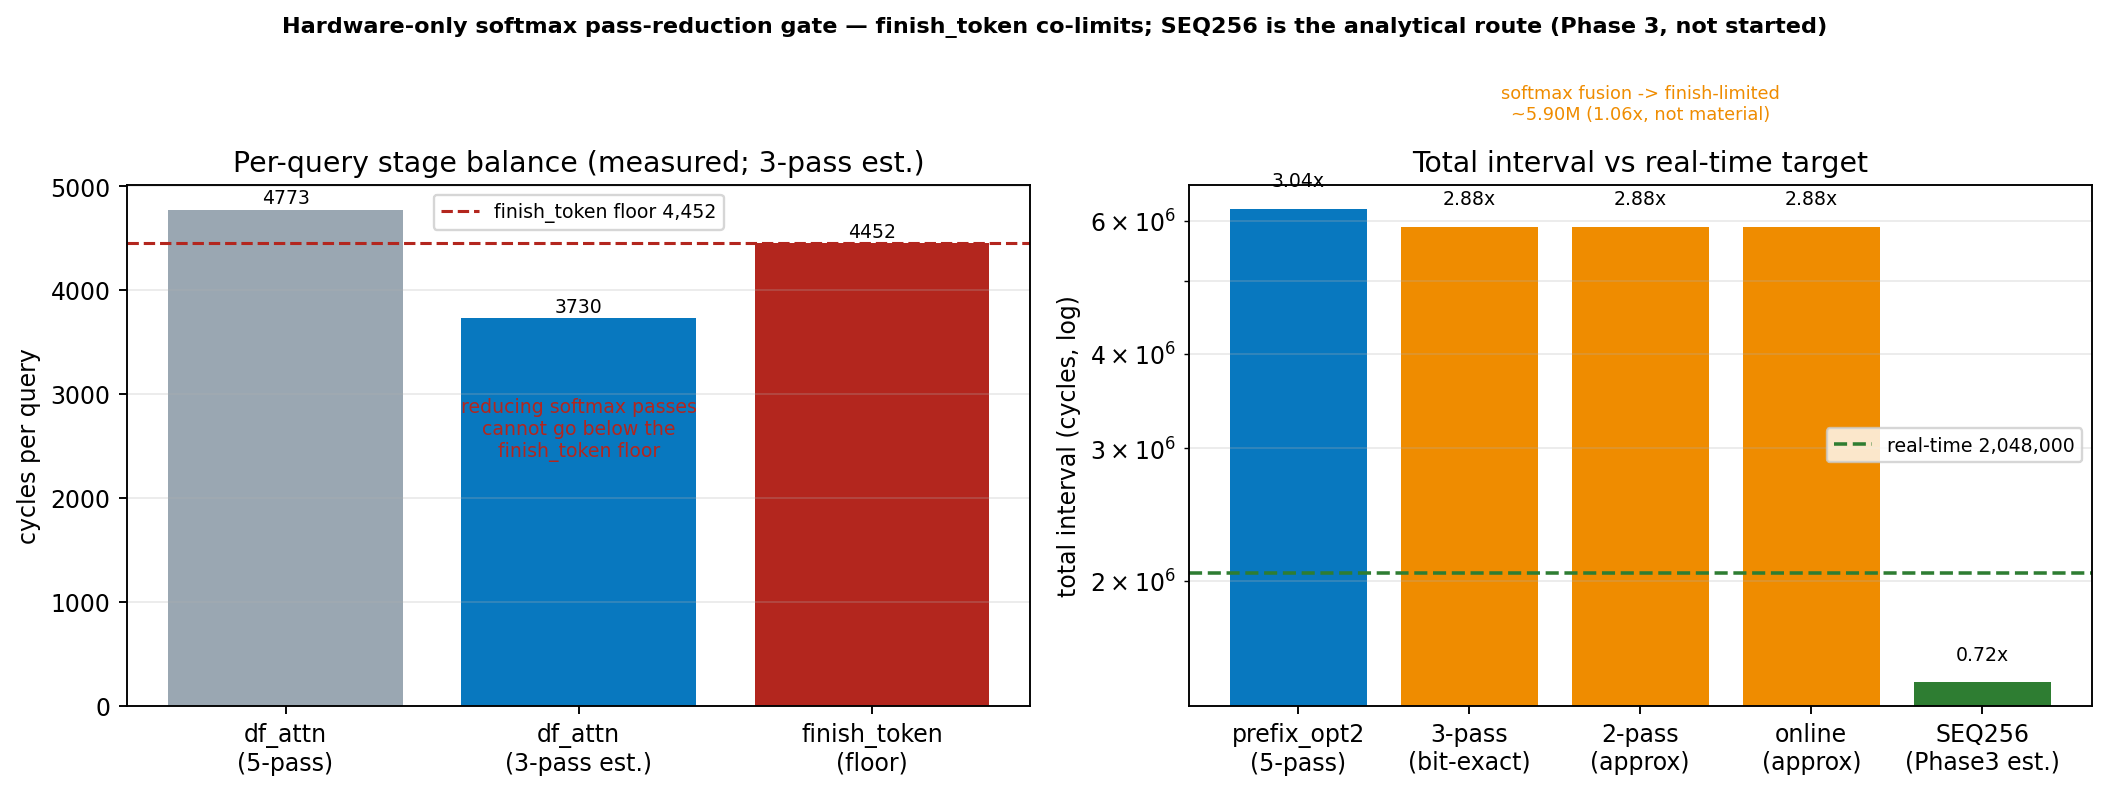 Hardware-only softmax pass-reduction gate — finish_token co-limits; SEQ256 is the analytical route (Phase 3, not started)
Per-query stage balance (measured; 3-pass est.)
cycles per query
5000
4000
3000
2000
1000
0
finish_token floor 4,452
4773
3730
4452
reducing softmax passes
cannot go below the
finish_token floor
df_attn
(5-pass)
df_attn
(3-pass est.)
finish_token
(floor)
softmax fusion -> finish-limited
~5.90M (1.06x, not material)
Total interval vs real-time target
total interval (cycles, log)
6 × 10⁶
4 × 10⁶
3 × 10⁶
2 × 10⁶
3.04x
2.88x
2.88x
2.88x
0.72x
real-time 2,048,000
prefix_opt2
(5-pass)
3-pass
(bit-exact)
2-pass
(approx)
online
(approx)
SEQ256
(Phase3 est.)